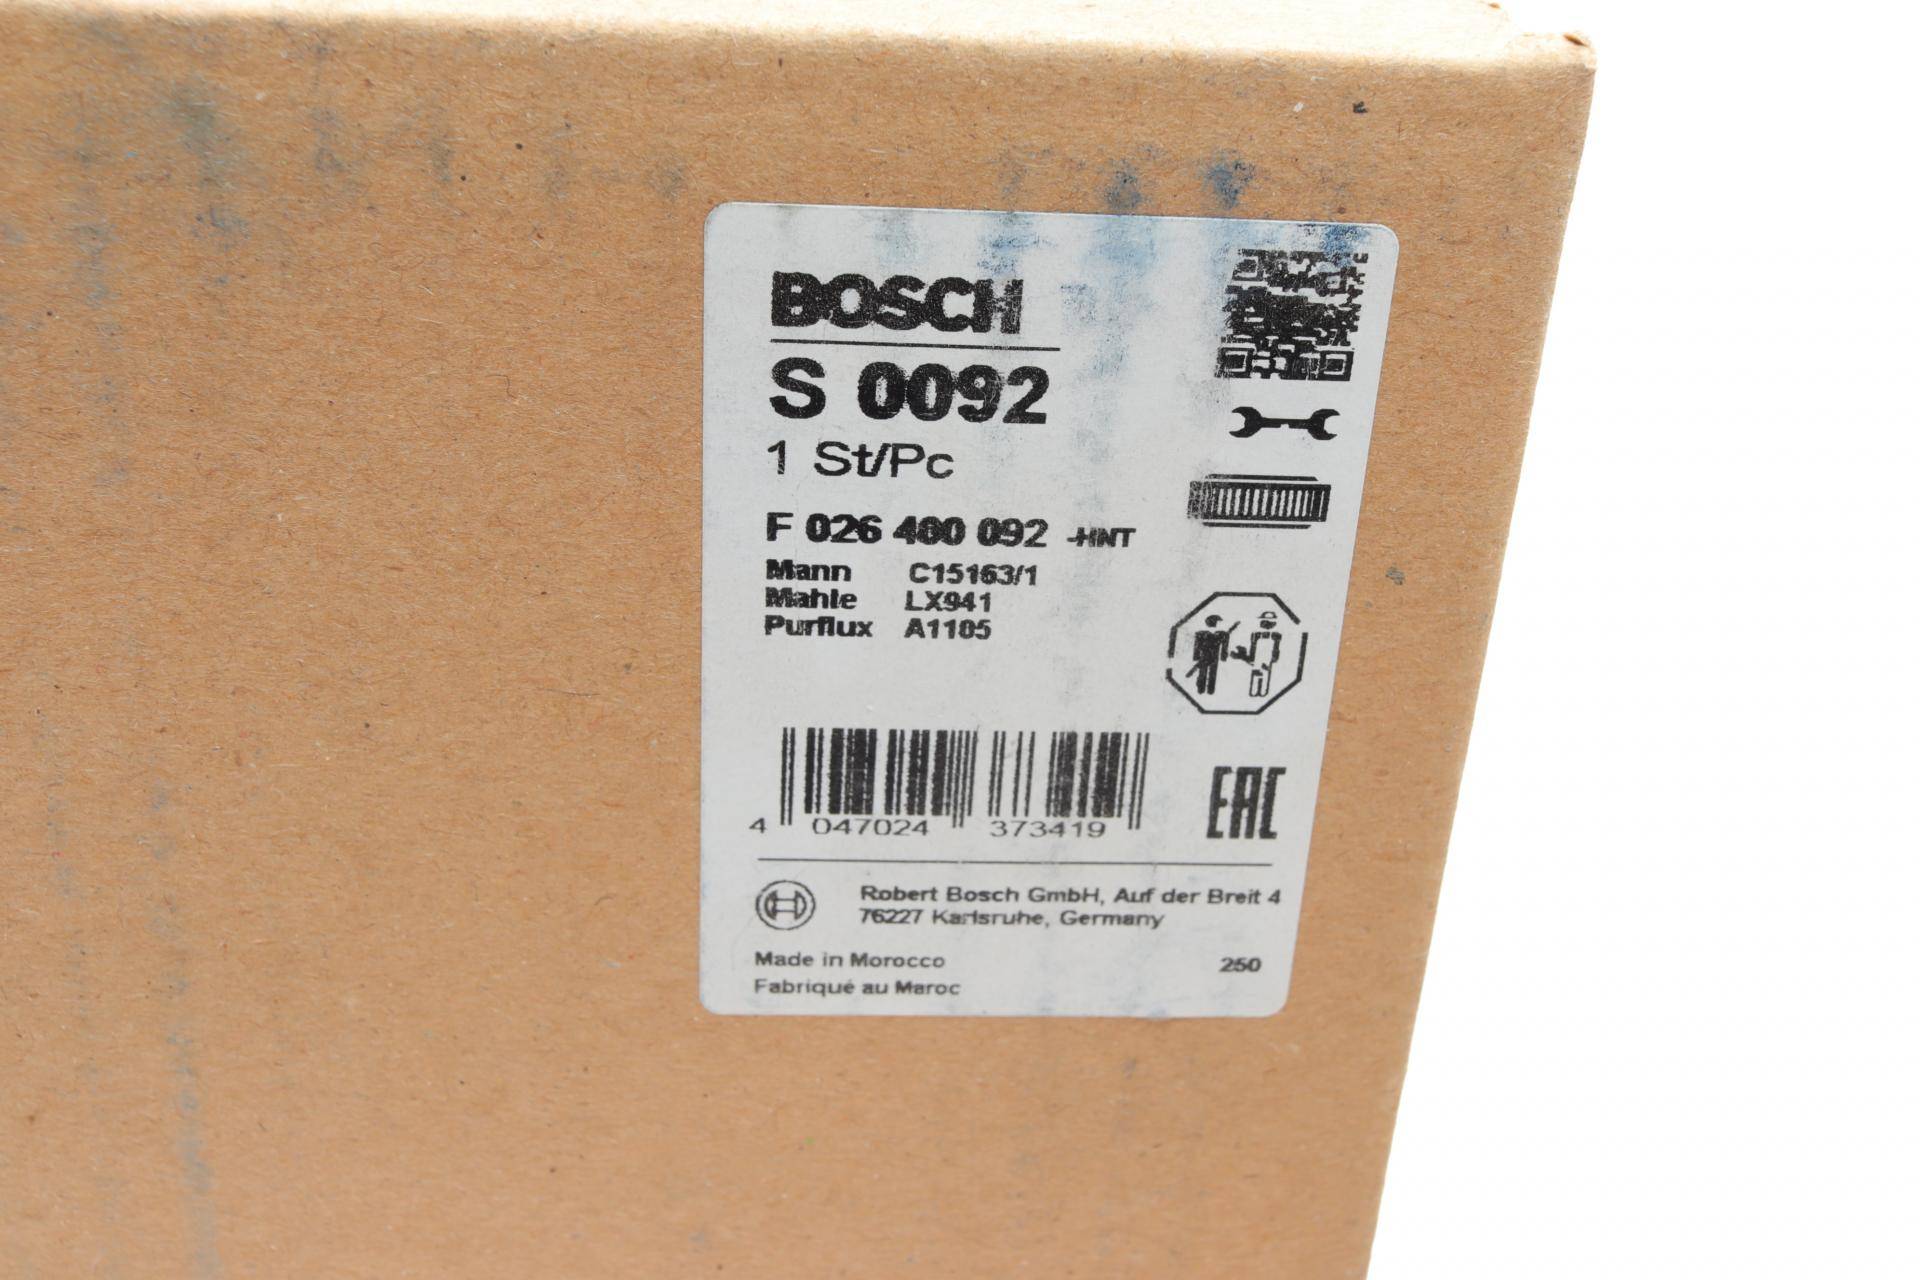 BOSCH
S 0092
1 St/Pc
F 026 400 092 +HNT
Mann C15163/1
Mahle LX941
Purflux A1105
4 047024 373419
EAC
Robert Bosch GmbH, Auf der Breit 4
76227 Karlsruhe, Germany
Made in Morocco 250
Fabriqué au Maroc